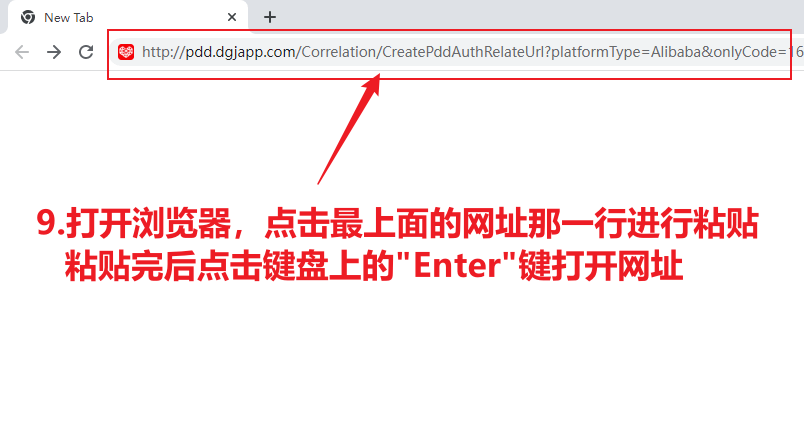 New Tab
http://pdd.dgjapp.com/Correlation/CreatePddAuthRelateUrl?platformType=Alibaba&onlyCode=16
9.打开浏览器，点击最上面的网址那一行进行粘贴
粘贴完后点击键盘上的"Enter"键打开网址